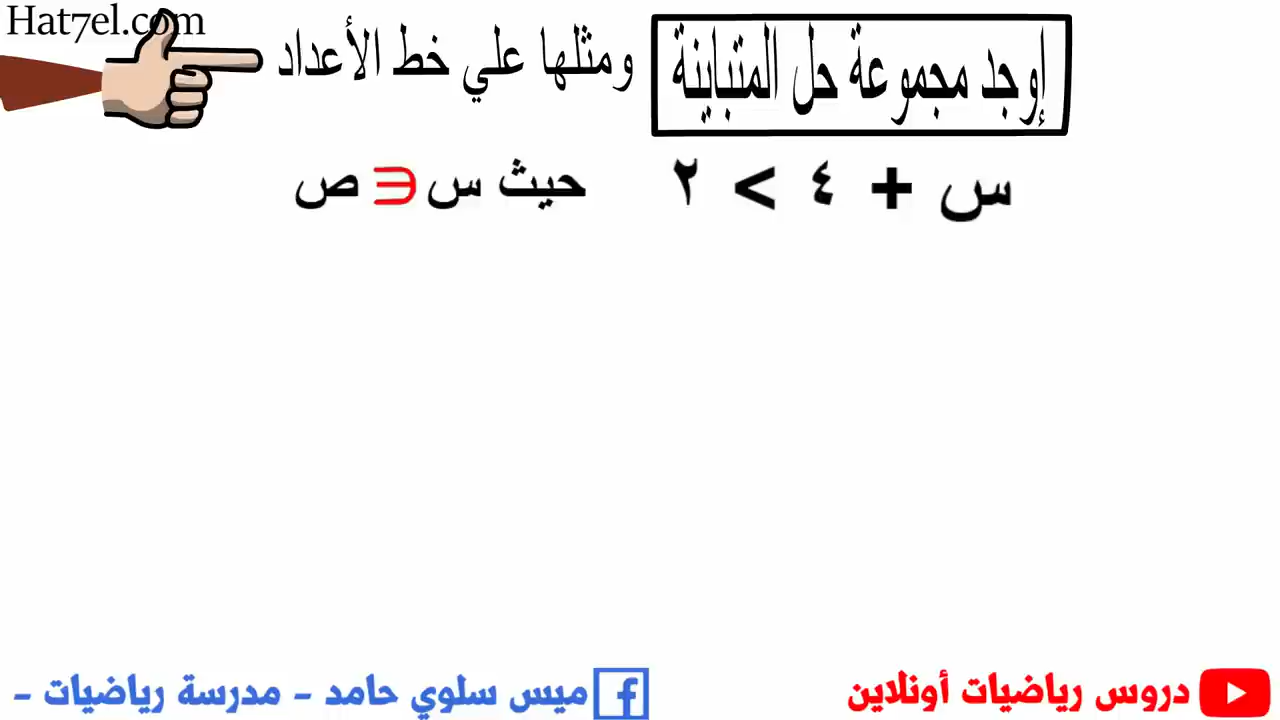 Hat7el.com
إوجد مجموعة حل المتباينة ومثلها علي خط الأعداد
س + ٤ > ٢ حيث س ∋ ص
دروس رياضيات أونلاين
ميس سلوي حامد - مدرسة رياضيات -